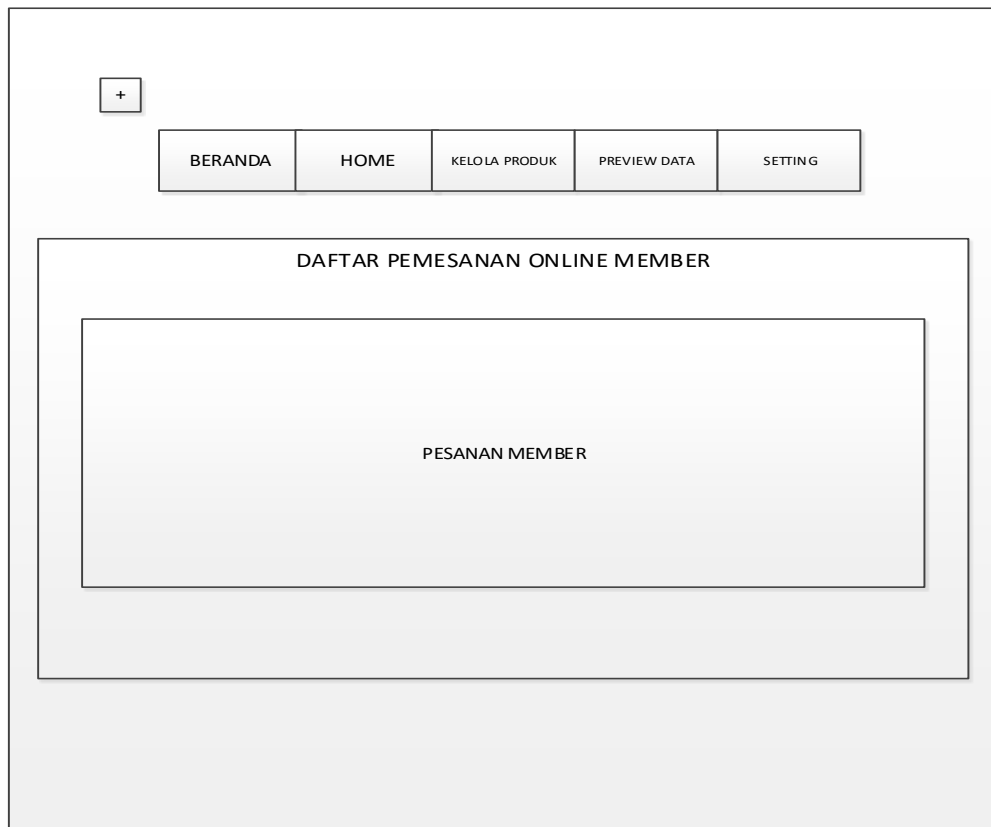 +
BERANDA HOME KELOLA PRODUK PREVIEW DATA SETTING
DAFTAR PEMESANAN ONLINE MEMBER
PESANAN MEMBER